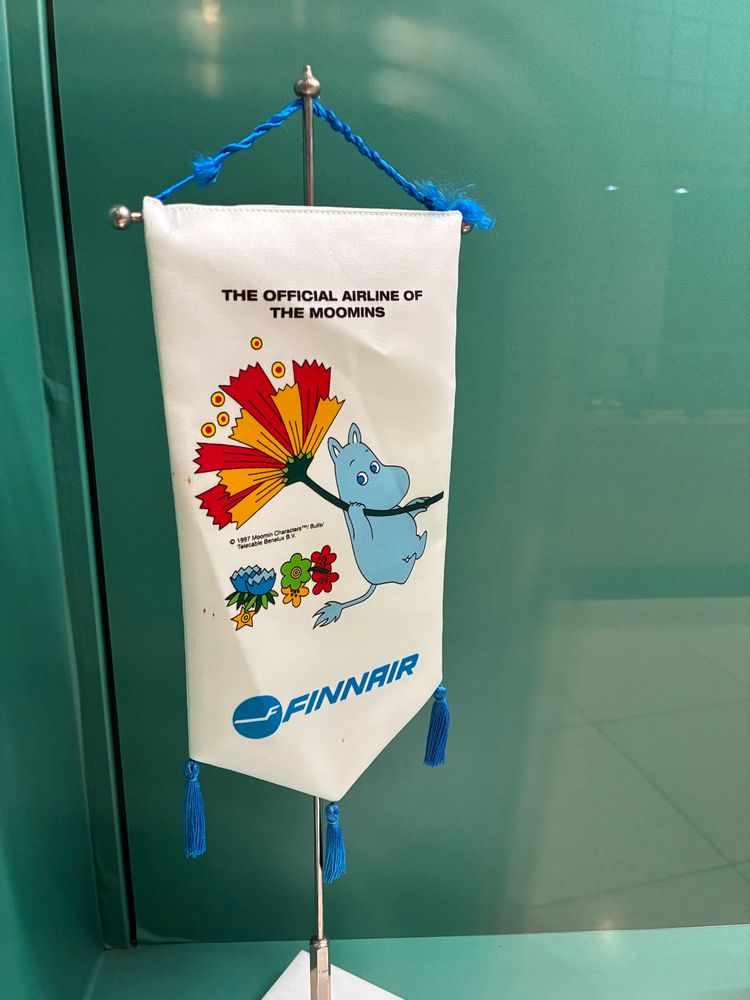 THE OFFICIAL AIRLINE OF
THE MOOMINS
© 1997 Moomin Characters™/ Bulls/
Telecable Benelux B.V.
FINNAIR